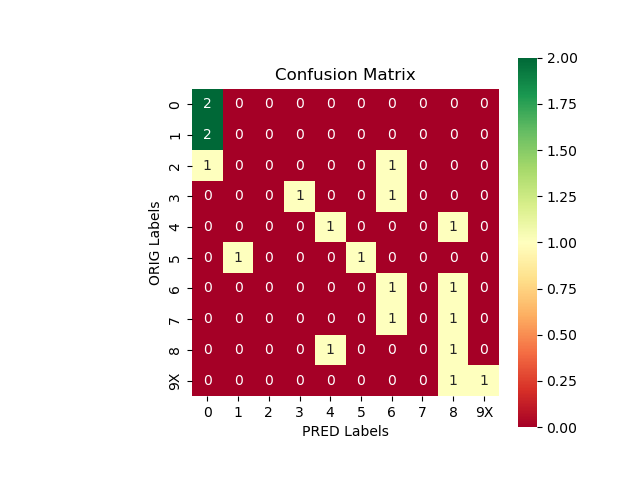 Confusion Matrix
ORIG Labels
0 2 0 0 0 0 0 0 0 0 0
1 2 0 0 0 0 0 0 0 0 0
2 1 0 0 0 0 0 1 0 0 0
3 0 0 0 1 0 0 1 0 0 0
4 0 0 0 0 1 0 0 0 1 0
5 0 1 0 0 0 1 0 0 0 0
6 0 0 0 0 0 0 1 0 1 0
7 0 0 0 0 0 0 1 0 1 0
8 0 0 0 0 1 0 0 0 1 0
9X 0 0 0 0 0 0 0 0 1 1
0 1 2 3 4 5 6 7 8 9X
PRED Labels
2.00
1.75
1.50
1.25
1.00
0.75
0.50
0.25
0.00